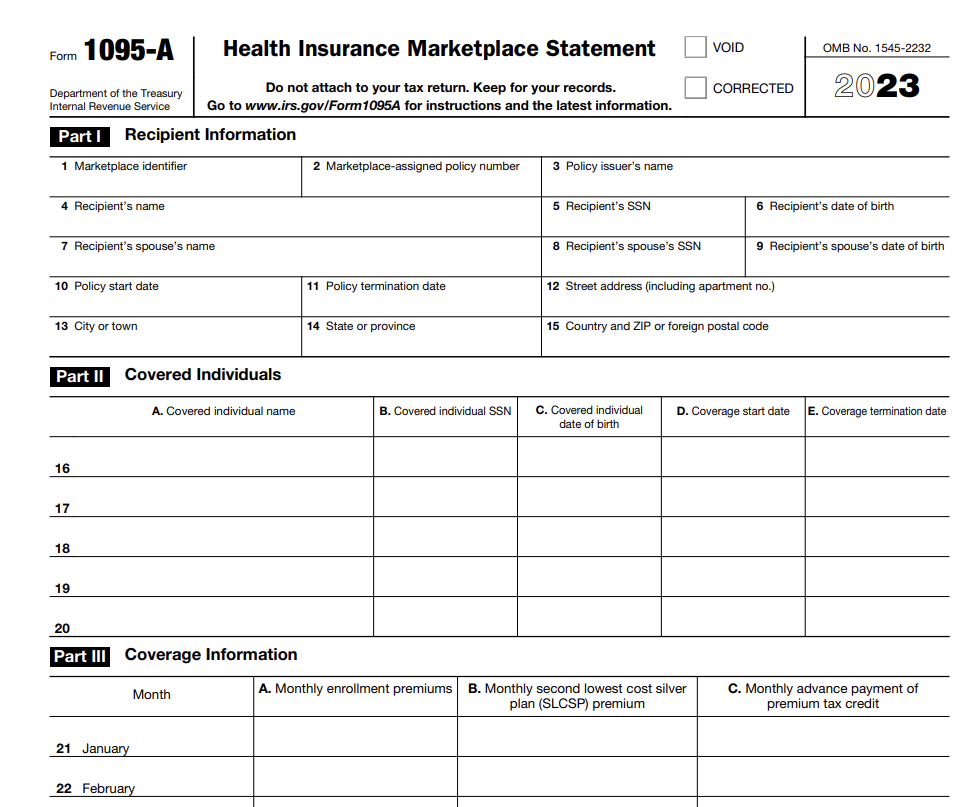 Form 1095-A
Department of the Treasury
Internal Revenue Service
Health Insurance Marketplace Statement
Do not attach to your tax return. Keep for your records.
Go to www.irs.gov/Form1095A for instructions and the latest information.
VOID
CORRECTED
OMB No. 1545-2232
2023
Part I Recipient Information
1 Marketplace identifier
2 Marketplace-assigned policy number
3 Policy issuer's name
4 Recipient's name
5 Recipient's SSN
6 Recipient's date of birth
7 Recipient's spouse's name
8 Recipient's spouse's SSN
9 Recipient's spouse's date of birth
10 Policy start date
11 Policy termination date
12 Street address (including apartment no.)
13 City or town
14 State or province
15 Country and ZIP or foreign postal code
Part II Covered Individuals
A. Covered individual name
B. Covered individual SSN
C. Covered individual
date of birth
D. Coverage start date
E. Coverage termination date
16
17
18
19
20
Part III Coverage Information
Month
A. Monthly enrollment premiums
B. Monthly second lowest cost silver
plan (SLCSP) premium
C. Monthly advance payment of
premium tax credit
21 January
22 February